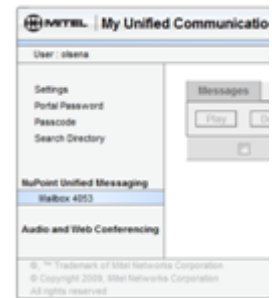 MITEL | My Unified Communicatio
User : olsena
Settings
Portal Password
Passcode
Search Directory
Messages
Play
NuPoint Unified Messaging
Mailbox 4053
Audio and Web Conferencing
®, ™ Trademark of Mitel Networks Corporation
© Copyright 2009, Mitel Networks Corporation
All rights reserved